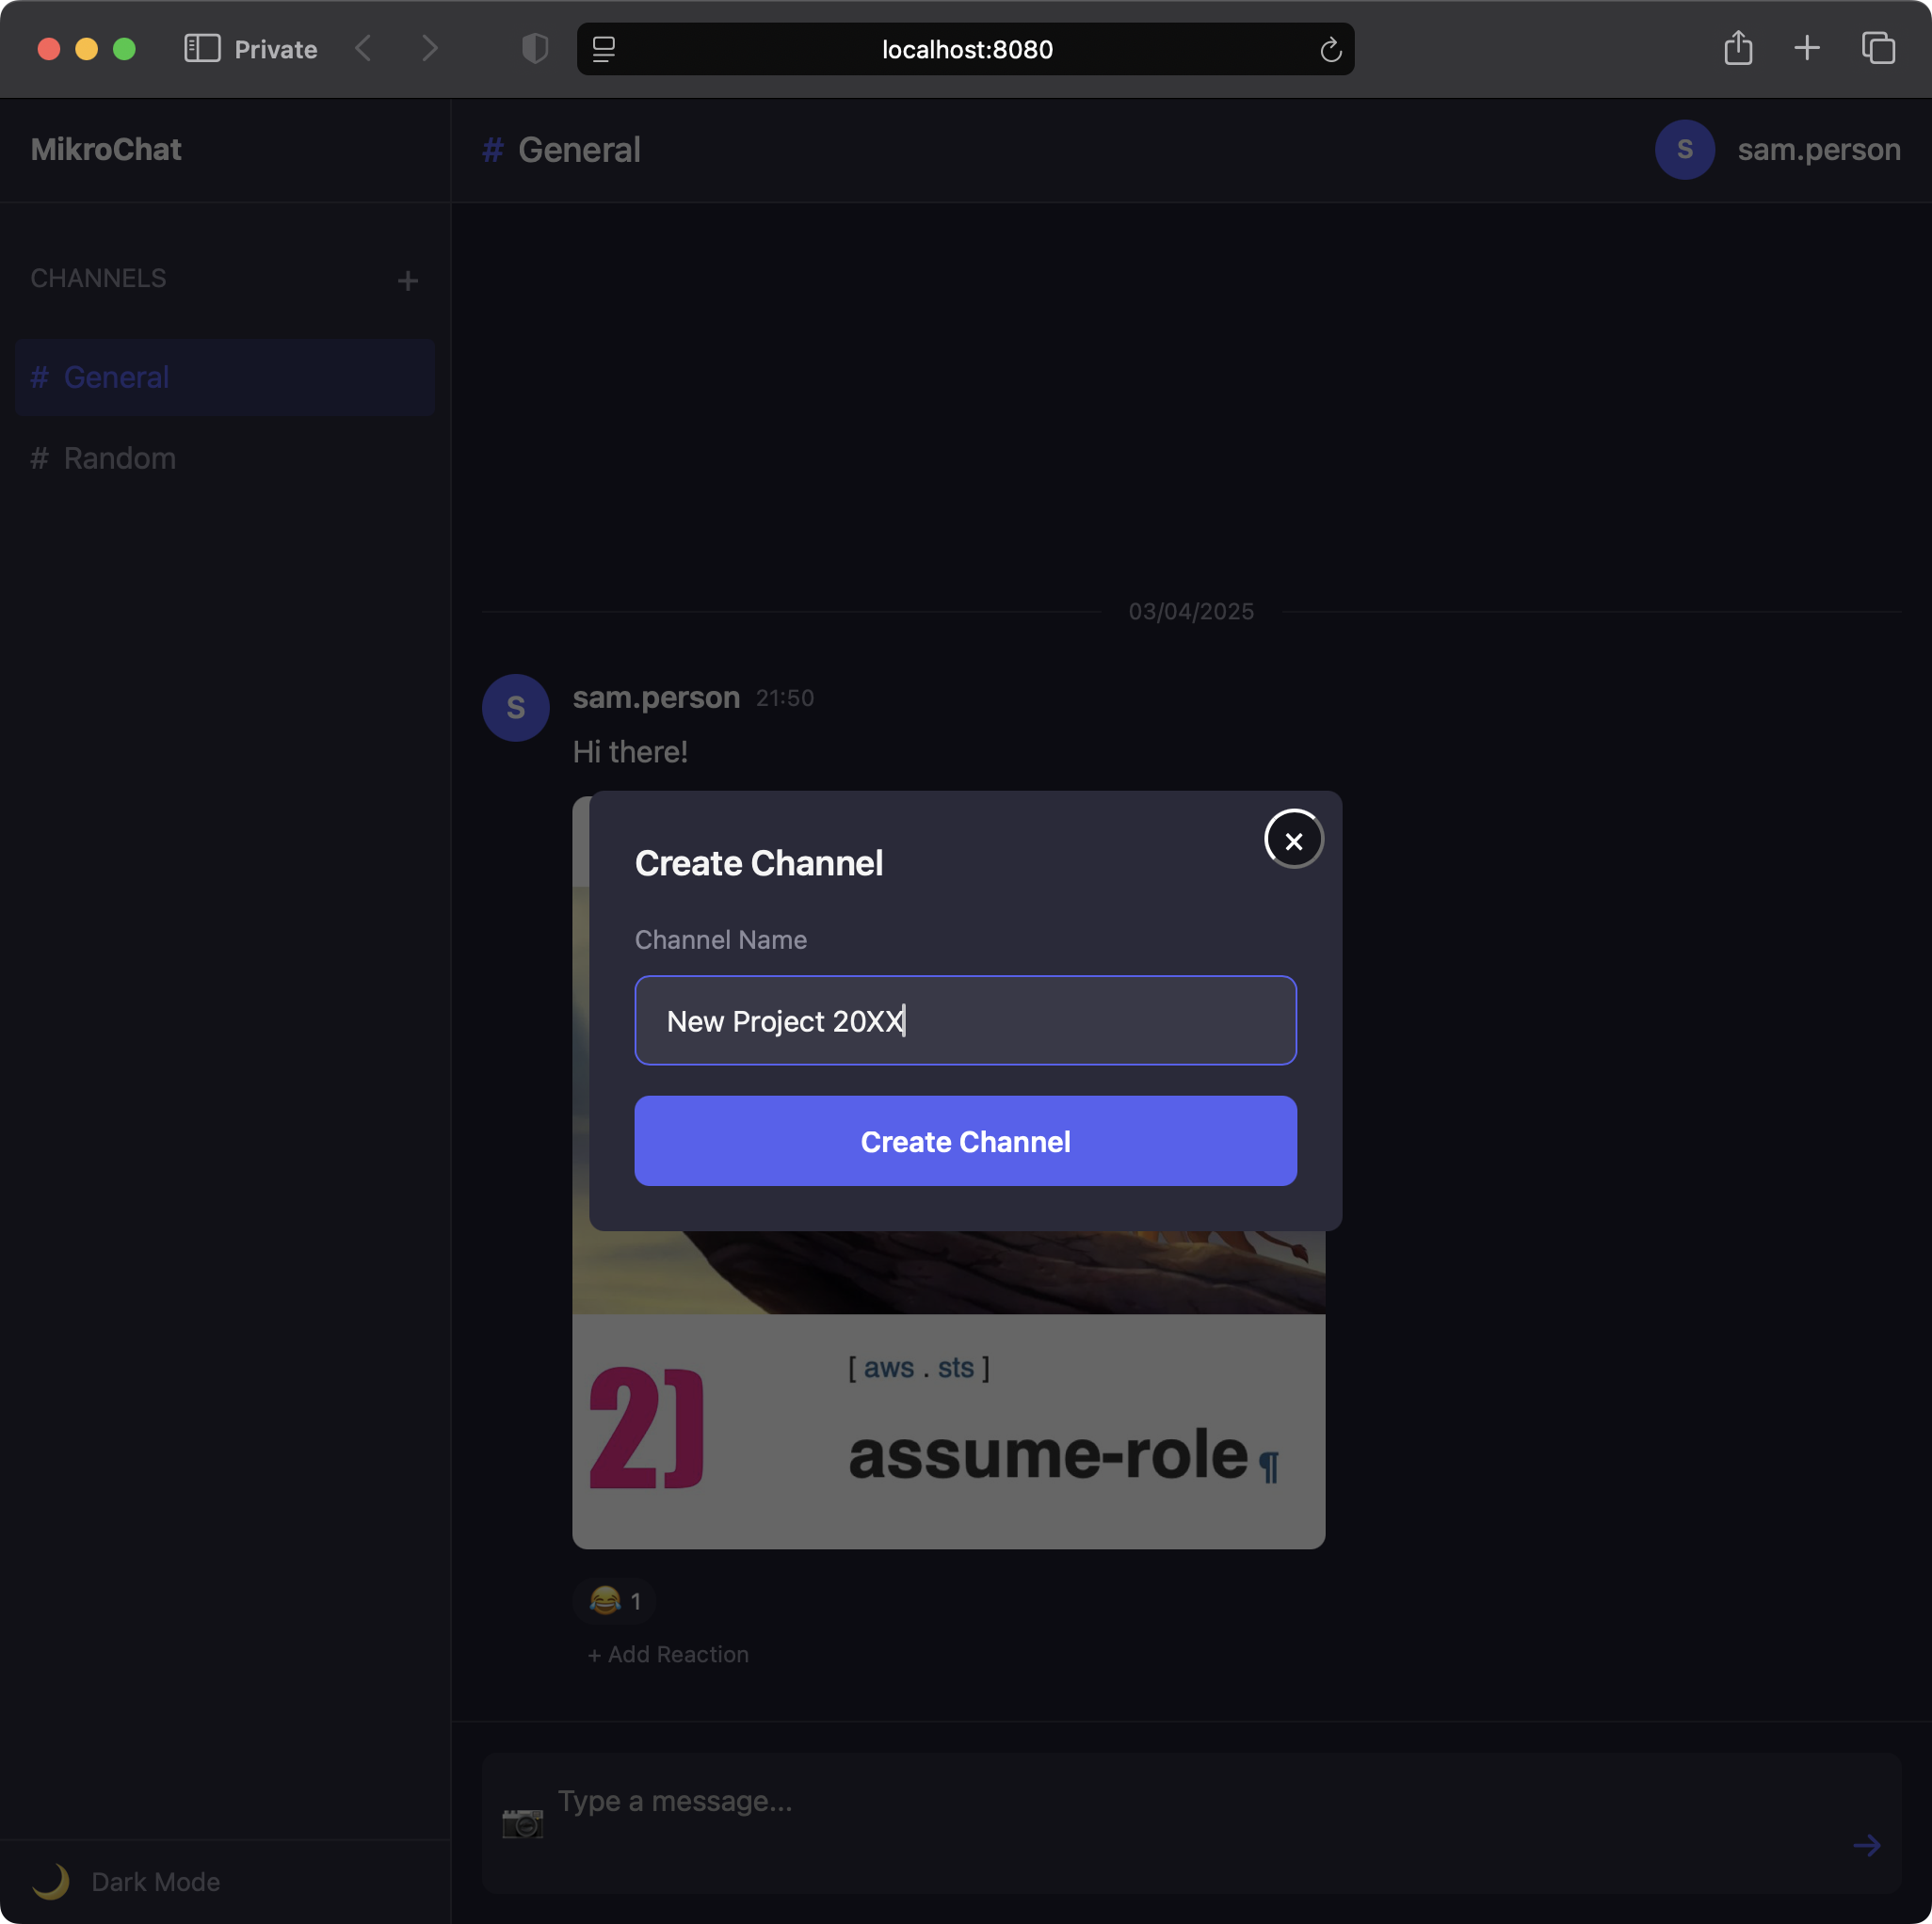 Private
localhost:8080
MikroChat
# General
S
sam.person
CHANNELS
+
# General
# Random
03/04/2025
S
sam.person 21:50
Hi there!
Create Channel
×
Channel Name
New Project 20XX
Create Channel
2)
[ aws . sts ]
assume-role ¶
😂 1
+ Add Reaction
Type a message...
Dark Mode